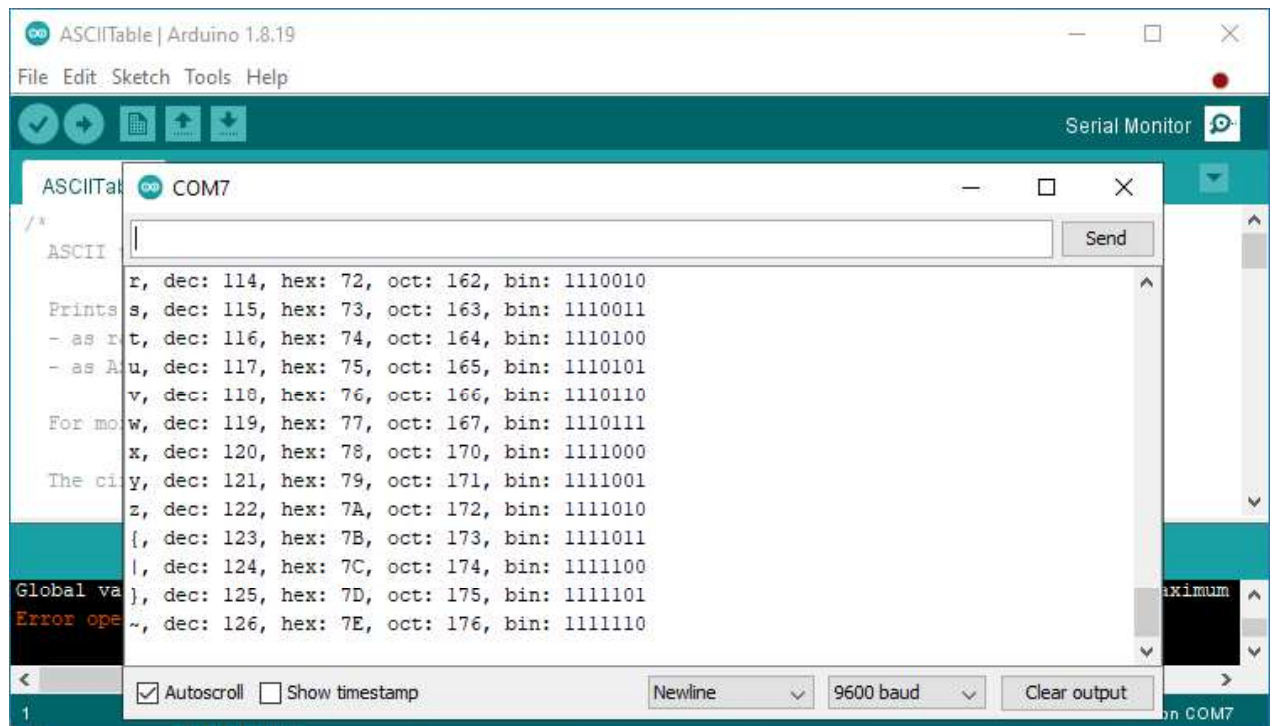 ASCIITable | Arduino 1.8.19
File Edit Sketch Tools Help
Serial Monitor
COM7
/*
ASCII
Send
r, dec: 114, hex: 72, oct: 162, bin: 1110010
Prints s, dec: 115, hex: 73, oct: 163, bin: 1110011
- as t, dec: 116, hex: 74, oct: 164, bin: 1110100
- as u, dec: 117, hex: 75, oct: 165, bin: 1110101
v, dec: 118, hex: 76, oct: 166, bin: 1110110
For w, dec: 119, hex: 77, oct: 167, bin: 1110111
x, dec: 120, hex: 78, oct: 170, bin: 1111000
The y, dec: 121, hex: 79, oct: 171, bin: 1111001
z, dec: 122, hex: 7A, oct: 172, bin: 1111010
{, dec: 123, hex: 7B, oct: 173, bin: 1111011
|, dec: 124, hex: 7C, oct: 174, bin: 1111100
Global }, dec: 125, hex: 7D, oct: 175, bin: 1111101
Error ~, dec: 126, hex: 7E, oct: 176, bin: 1111110
Autoscroll Show timestamp Newline 9600 baud Clear output
1 on COM7